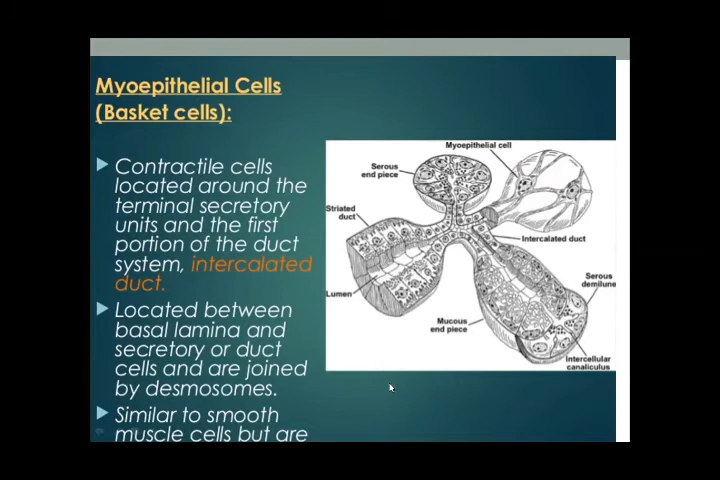 Myoepithelial Cells
(Basket cells):
Contractile cells
located around the
terminal secretory
units and the first
portion of the duct
system, intercalated
duct.
Located between
basal lamina and
secretory or duct
cells and are joined
by desmosomes.
Similar to smooth
muscle cells but are
Myoepithelial cell
Serous
end piece
Striated
duct
Intercalated duct
Serous
demilune
Lumen
Mucous
end piece
Intercellular
canaliculus